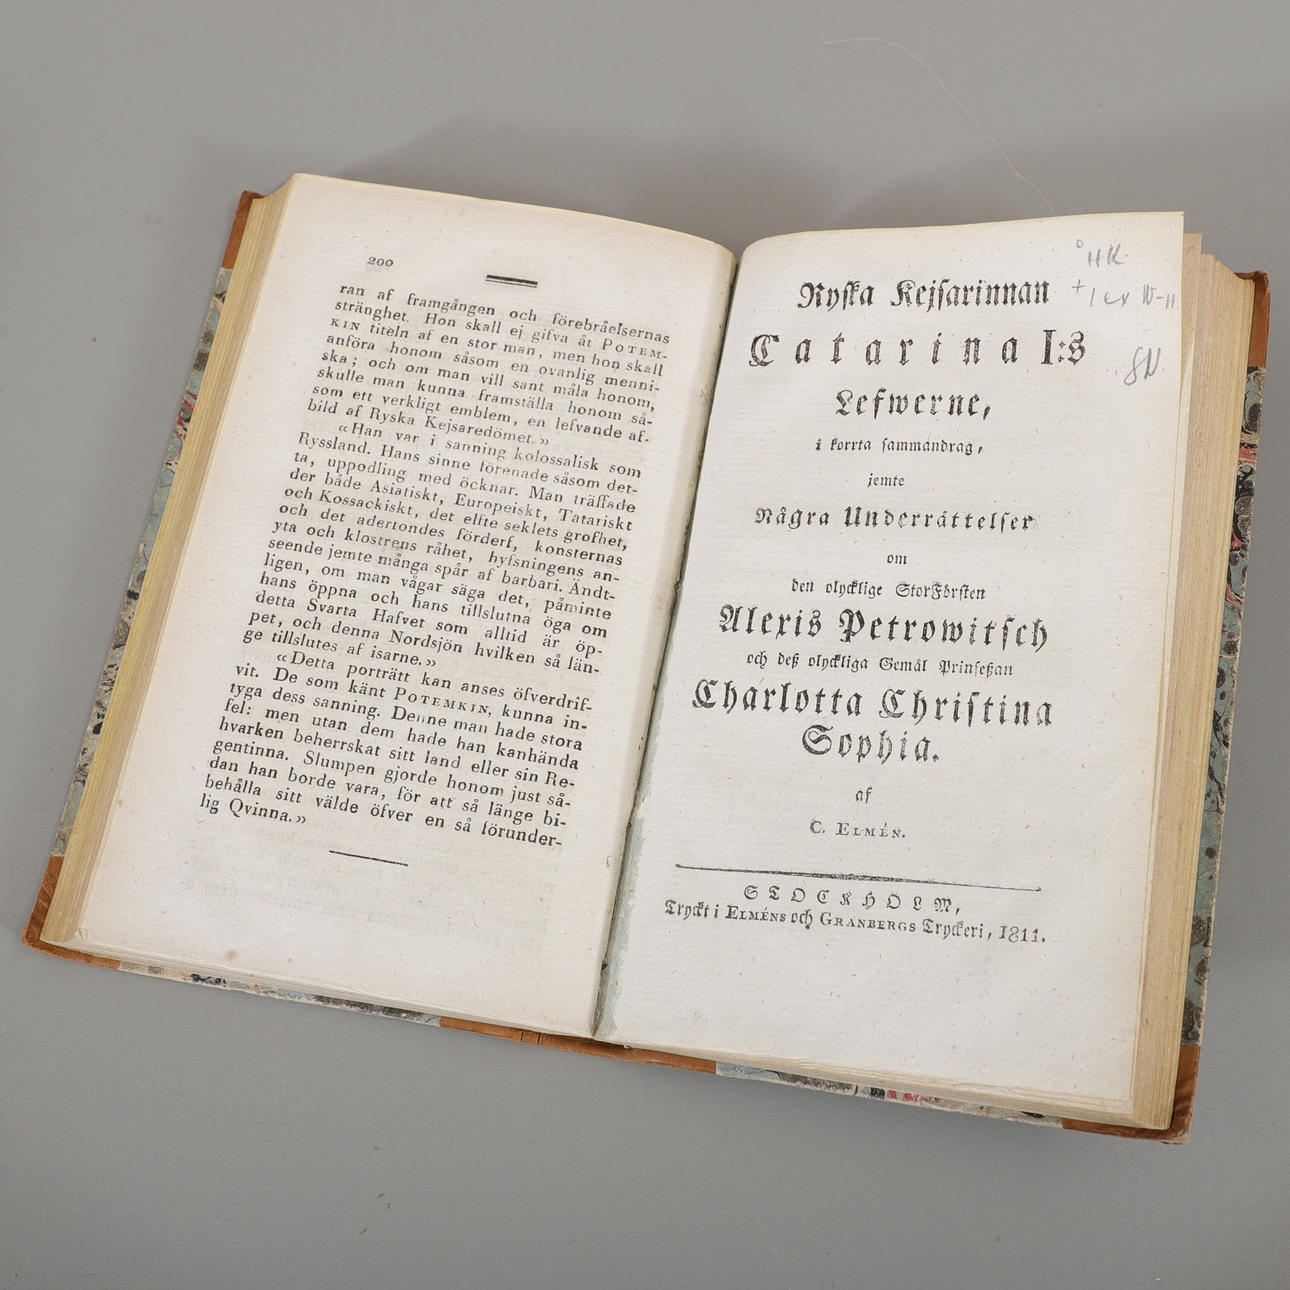 200
ran af framgången och förebråelsernas
stränghet. Hon skall ej gifva åt POTEM-
KIN titeln af en stor man, men hon skall
anföra honom såsom en ovanlig menni-
ska; och om man vill sant måla honom,
skulle man kunna framställa honom så-
som ett verkligt emblem, en lefvande af-
bild af Ryska Kejsaredömet.»
«Han var i sanning kolossalisk som
Ryssland. Hans sinne förenade såsom det-
ta, uppodling med öcknar. Man träffade
der både Asiatiskt, Europeiskt, Tatariskt
och Kossackiskt, det elfte seklets grofhet,
och det adertondes förderf, konsternas
yta och klostrens råhet, hyfsningens an-
seende jemte många spår af barbari. Ändt-
ligen, om man vågar säga det, påminte
hans öppna och hans tillslutna öga om
detta Svarta Hafvet som alltid är öp-
pet, och denna Nordsjön hvilken så län-
ge tillslutes af isarne.»
«Detta porträtt kan anses öfverdrif-
vit. De som känt POTEMKIN, kunna in-
tyga dess sanning. Denne man hade stora
fel: men utan dem hade han kanhända
hvarken beherrskat sitt land eller sin Re-
gentinna. Slumpen gjorde honom just så-
dan han borde vara, för att så länge bi-
behålla sitt välde öfver en så förunder-
lig Qvinna.»
Ryska Kejsarinnan
Catarina I:s
Lefwerne,
i korrta sammandrag,
jemte
Några Underrättelser
om
den olycklige StorFörsten
Alexis Petrowitsch
och deß olyckliga Gemål Prinseßan
Charlotta Christina
Sophia.
af
C. ELMÉN.
STOCKHOLM,
Tryckt i ELMÉNS och GRANBERGS Tryckeri, 1811.
HK